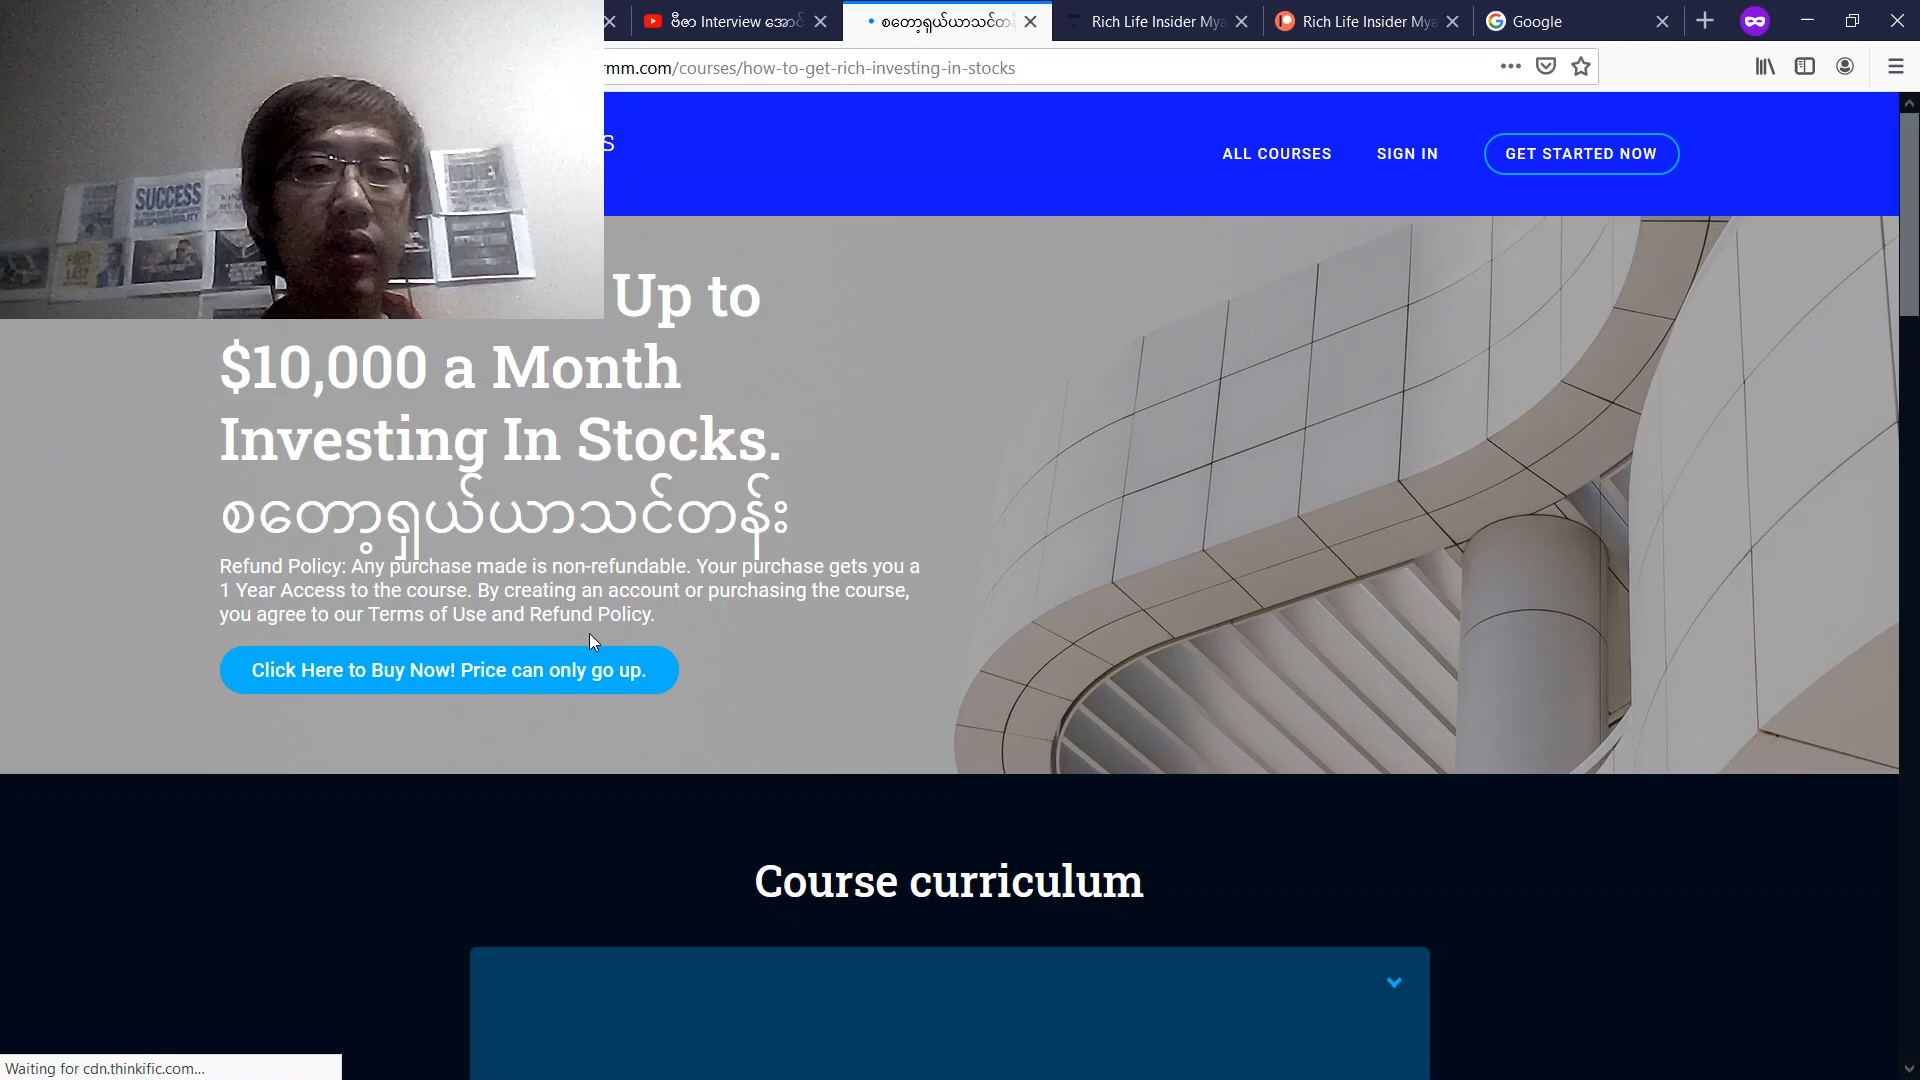 ဗီဇာ Interview အောင်
စတော့ရှယ်ယာသင်တန်း
Rich Life Insider Mya
Rich Life Insider Mya
Google
rmm.com/courses/how-to-get-rich-investing-in-stocks
S
ALL COURSES
SIGN IN
GET STARTED NOW
SUCCESS
Up to
$10,000 a Month
Investing In Stocks.
စတော့ရှယ်ယာသင်တန်း
Refund Policy: Any purchase made is non-refundable. Your purchase gets you a
1 Year Access to the course. By creating an account or purchasing the course,
you agree to our Terms of Use and Refund Policy.
Click Here to Buy Now! Price can only go up.
Course curriculum
Waiting for cdn.thinkific.com...